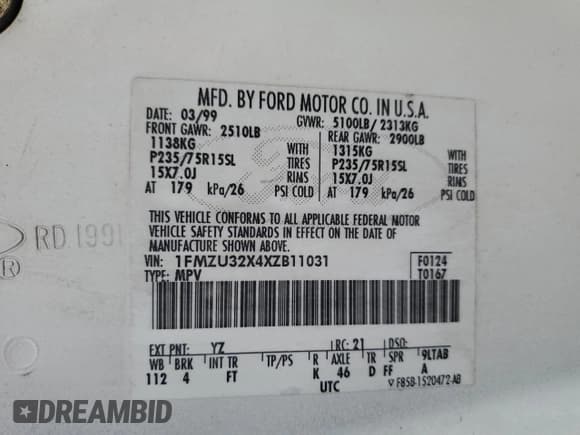 MFD. BY FORD MOTOR CO. IN U.S.A.
DATE: 03/99 GVWR: 5100LB/ 2313KG
FRONT GAWR: 2510LB REAR GAWR: 2900LB
1138KG WITH 1315KG WITH
P235/75R15SL TIRES P235/75R15SL TIRES
15X7.0J RIMS 15X7.0J RIMS
AT 179 kPa/26 PSI COLD AT 179 kPa/26 PSI COLD
THIS VEHICLE CONFORMS TO ALL APPLICABLE FEDERAL MOTOR
VEHICLE SAFETY STANDARDS IN EFFECT ON THE DATE OF
MANUFACTURE SHOWN ABOVE.
VIN: 1FMZU32X4XZB11031 F0124
TYPE: MPV T0167
EXT PNT: YZ RC: 21 DSO:
WB BRK INT TR TP/PS R AXLE TR SPR 9LTAB
112 4 FT K 46 D FF A
UTC
F85B-1520472-AB
RD 1991
®
DREAMBID